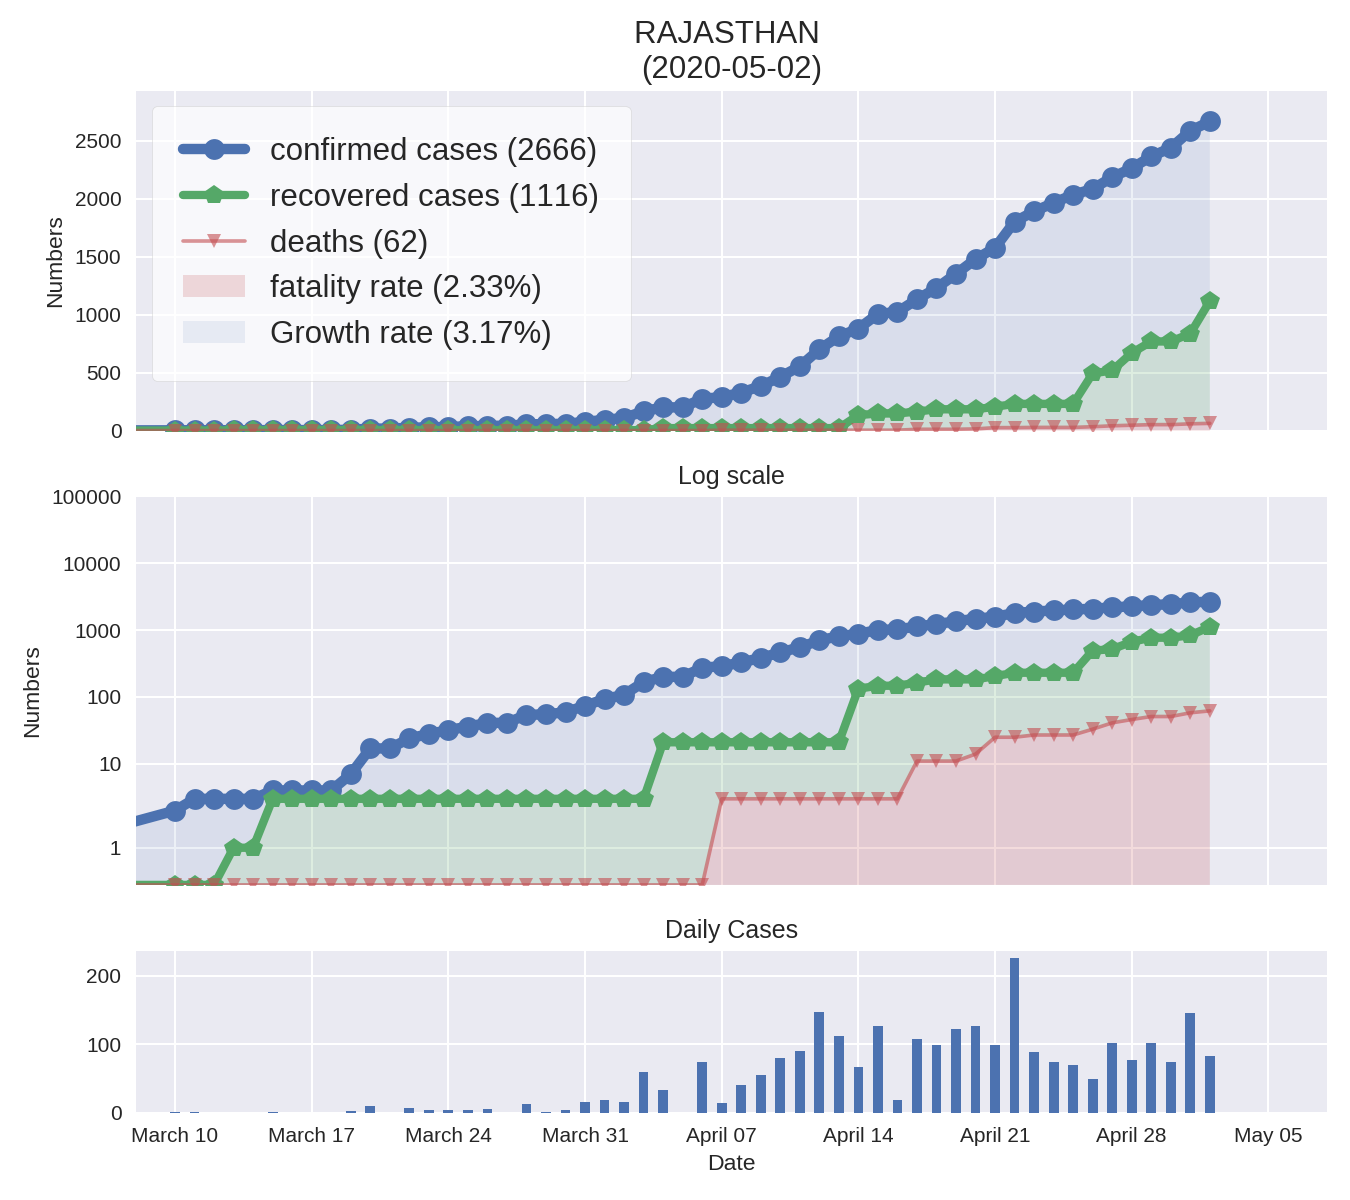 RAJASTHAN
(2020-05-02)
2500
2000
1500
1000
500
0
Numbers
confirmed cases (2666)
recovered cases (1116)
deaths (62)
fatality rate (2.33%)
Growth rate (3.17%)
Log scale
100000
10000
1000
100
10
1
Numbers
Daily Cases
200
100
0
March 10 March 17 March 24 March 31 April 07 April 14 April 21 April 28 May 05
Date